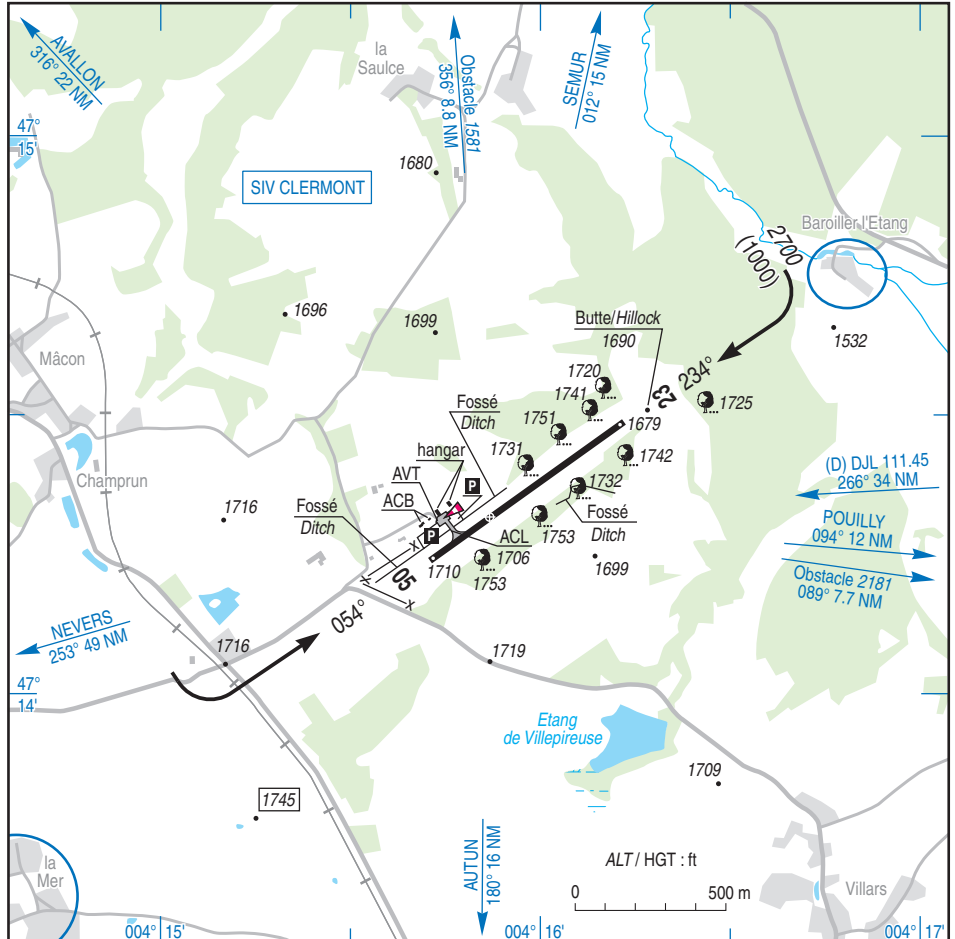 AVALLON
316° 22 NM
la
Saulce
Obstacle 1581
356° 8.8 NM
SEMUR
012° 15 NM
47°
15'
SIV CLERMONT
1680
Baroiller l'Etang
2700
(1000)
1696
1699
Butte/Hillock
1690
1532
Mâcon
1720
1741
1751
1731
Fossé
Ditch
23
234°
1725
1679
1742
hangar
AVT
ACB
P
1732
(D) DJL 111.45
266° 34 NM
Champrun
1716
Fossé
Ditch
P
Fossé
Ditch
1753
ACL
1706
1710
1753
1699
POUILLY
094° 12 NM
Obstacle 2181
089° 7.7 NM
05
054°
NEVERS
253° 49 NM
1716
1719
47°
14'
Etang
de Villepireuse
1709
1745
AUTUN
180° 16 NM
ALT / HGT : ft
0 500 m
la
Mer
Villars
004° 15'
004° 16'
004° 17'